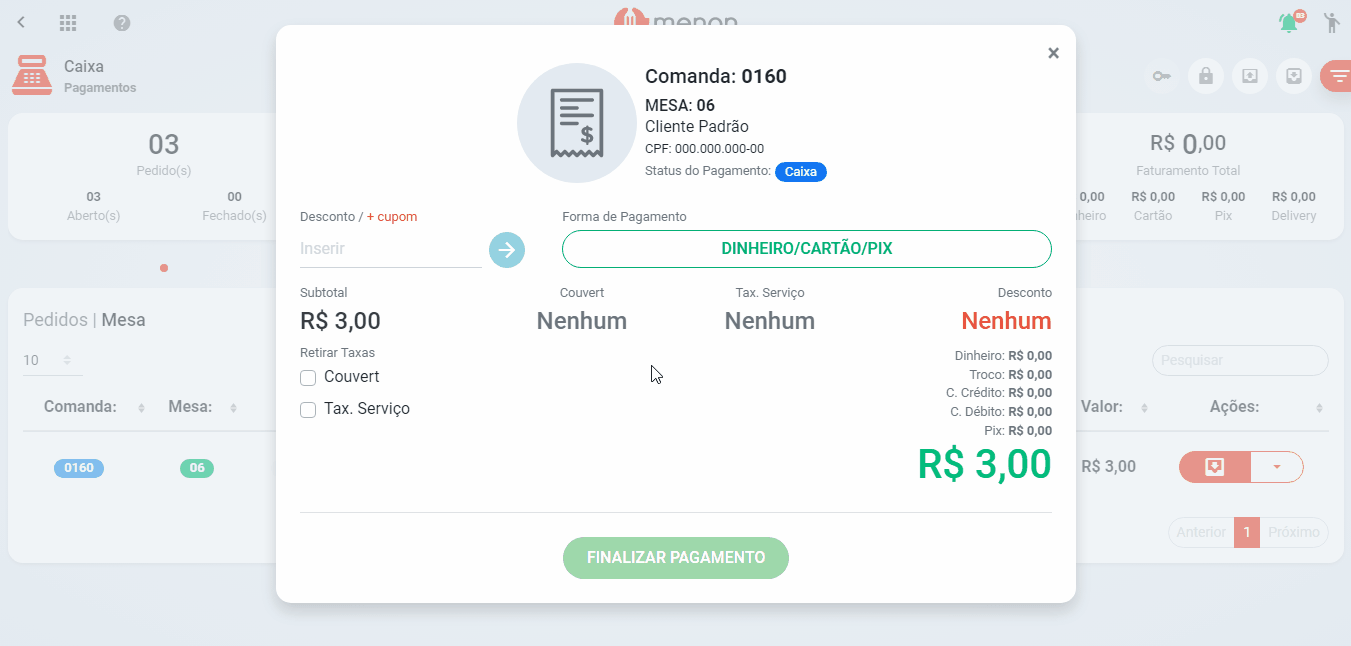 menon
Caixa
Pagamentos
03
Pedido(s)
03
Aberto(s)
00
Fechado(s)
R$ 0,00
Faturamento Total
0,00
R$ 0,00
Cartão
R$ 0,00
Pix
R$ 0,00
Delivery
Pedidos | Mesa
10
Pesquisar
Comanda: Mesa: Valor: Ações:
0160 06 R$ 3,00
Anterior 1 Próximo
×
Comanda: 0160
MESA: 06
Cliente Padrão
CPF: 000.000.000-00
Status do Pagamento: Caixa
Desconto / + cupom
Inserir
Forma de Pagamento
DINHEIRO/CARTÃO/PIX
Subtotal
R$ 3,00
Couvert
Nenhum
Tax. Serviço
Nenhum
Desconto
Nenhum
Retirar Taxas
Couvert
Tax. Serviço
Dinheiro: R$ 0,00
Troco: R$ 0,00
C. Crédito: R$ 0,00
C. Débito: R$ 0,00
Pix: R$ 0,00
R$ 3,00
FINALIZAR PAGAMENTO